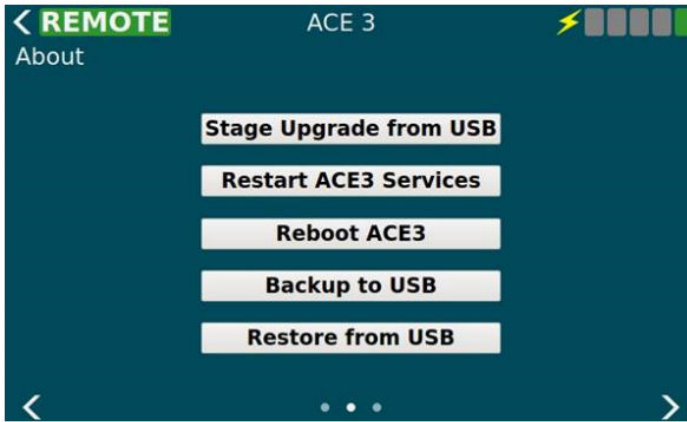 REMOTE ACE 3
About
Stage Upgrade from USB
Restart ACE3 Services
Reboot ACE3
Backup to USB
Restore from USB